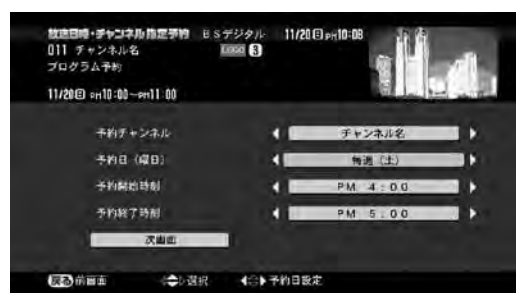 放送日時・チャンネル指定予約 BSデジタル 11/20日 PM10:08
011 チャンネル名 LOGO S
プログラム予約
11/20日 PM10:00〜PM11:00
予約チャンネル チャンネル名
予約日（曜日） 毎週（土）
予約開始時刻 PM 4:00
予約終了時刻 PM 5:00
次画面
戻る 前画面 選択 予約日設定